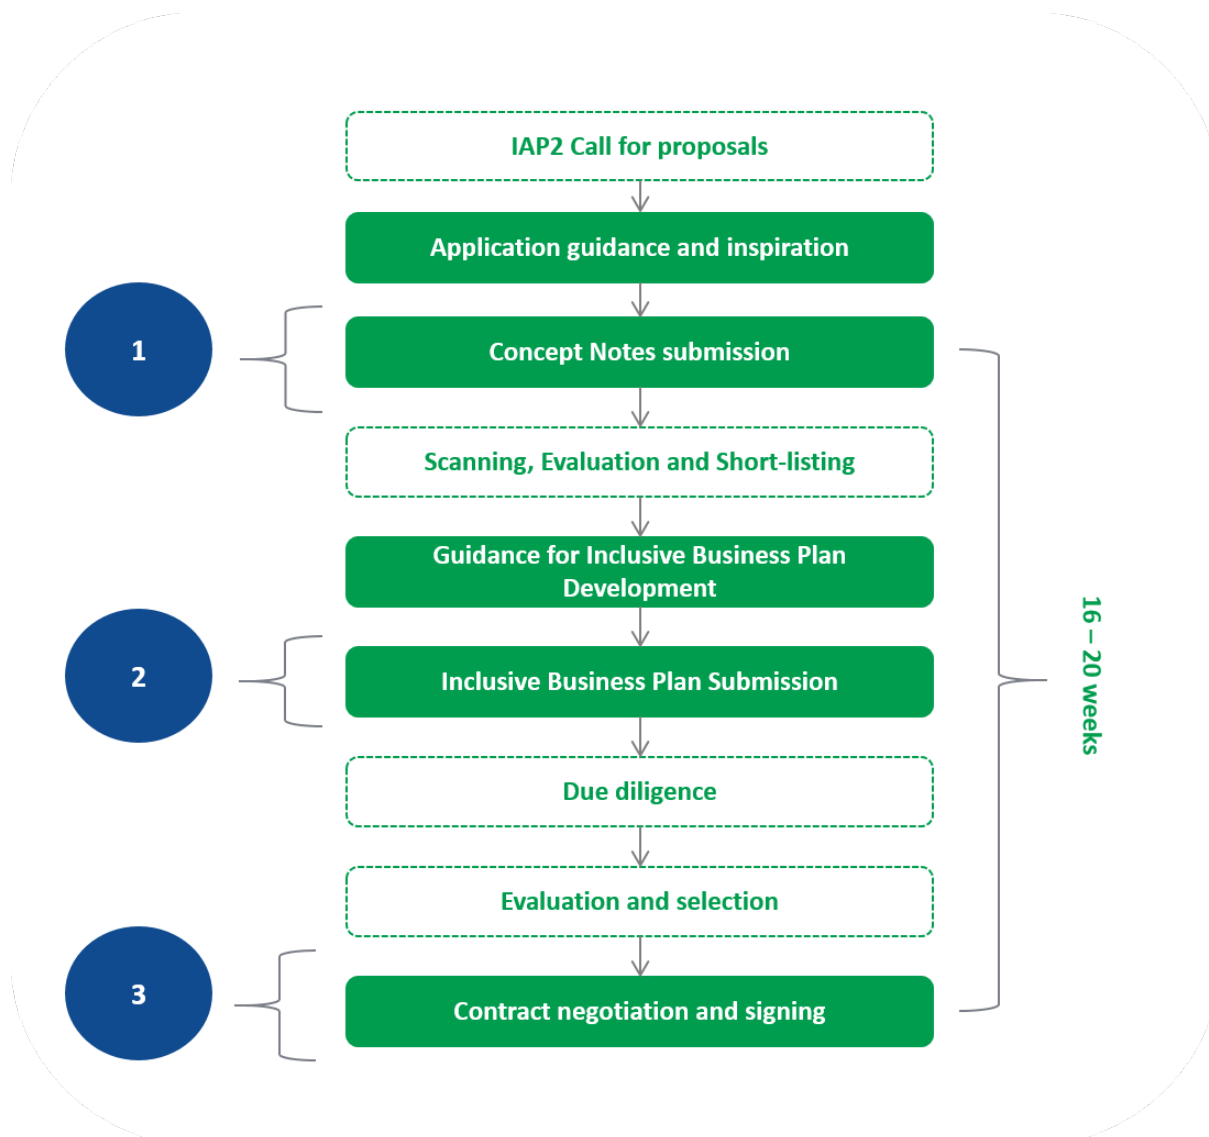 IAP2 Call for proposals
Application guidance and inspiration
1
Concept Notes submission
Scanning, Evaluation and Short-listing
Guidance for Inclusive Business Plan
Development
2
Inclusive Business Plan Submission
16 – 20 weeks
Due diligence
Evaluation and selection
3
Contract negotiation and signing